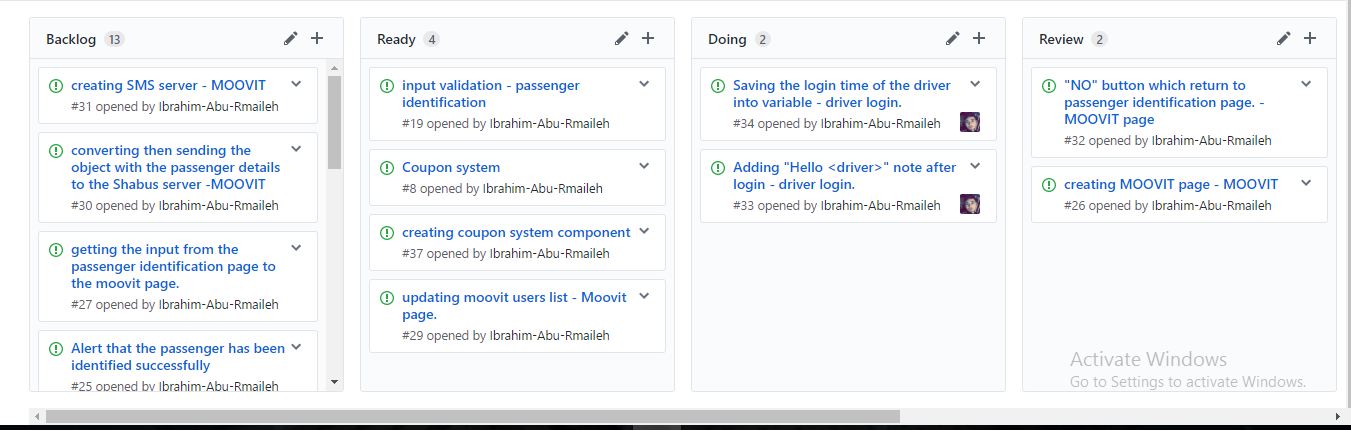 Backlog 13
creating SMS server - MOOVIT
#31 opened by Ibrahim-Abu-Rmaileh
converting then sending the
object with the passenger details
to the Shabus server -MOOVIT
#30 opened by Ibrahim-Abu-Rmaileh
getting the input from the
passenger identification page to
the moovit page.
#27 opened by Ibrahim-Abu-Rmaileh
Alert that the passenger has been
identified successfully
#25 opened by Ibrahim-Abu-Rmaileh
Ready 4
input validation - passenger
identification
#19 opened by Ibrahim-Abu-Rmaileh
Coupon system
#8 opened by Ibrahim-Abu-Rmaileh
creating coupon system component
#37 opened by Ibrahim-Abu-Rmaileh
updating moovit users list - Moovit
page.
#29 opened by Ibrahim-Abu-Rmaileh
Doing 2
Saving the login time of the driver
into variable - driver login.
#34 opened by Ibrahim-Abu-Rmaileh
Adding "Hello <driver>" note after
login - driver login.
#33 opened by Ibrahim-Abu-Rmaileh
Review 2
"NO" button which return to
passenger identification page. -
MOOVIT page
#32 opened by Ibrahim-Abu-Rmaileh
creating MOOVIT page - MOOVIT
#26 opened by Ibrahim-Abu-Rmaileh
Activate Windows
Go to Settings to activate Windows.